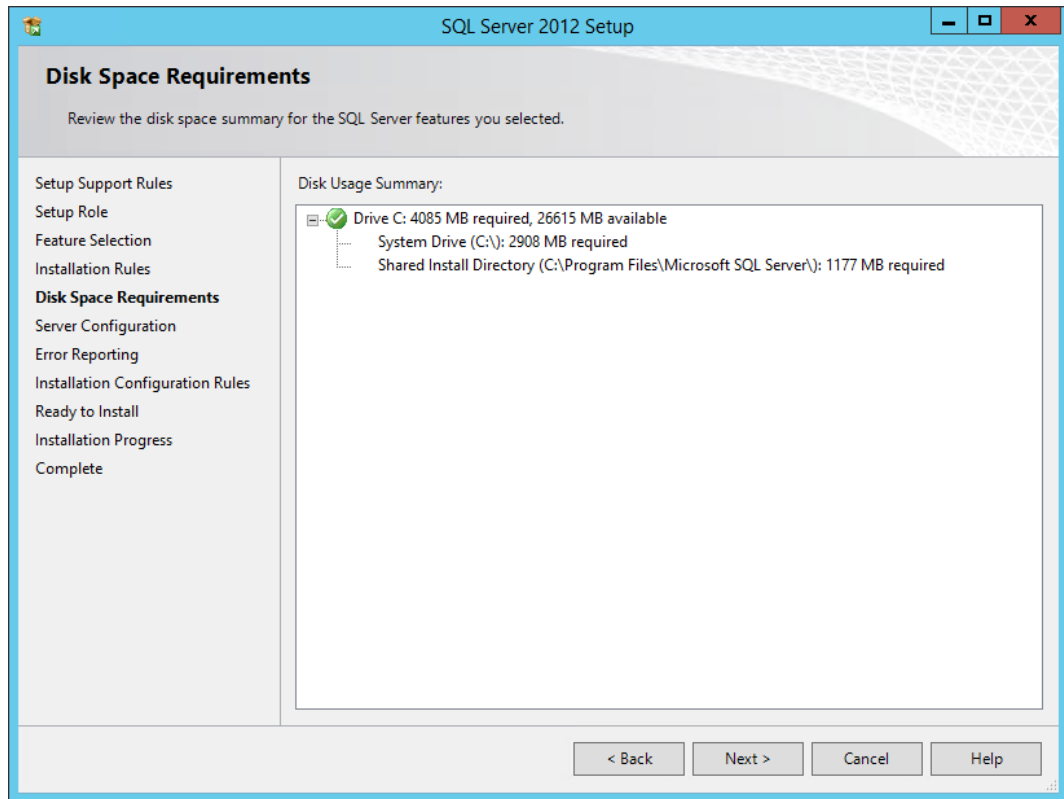 SQL Server 2012 Setup
Disk Space Requirements
Review the disk space summary for the SQL Server features you selected.
Setup Support Rules
Setup Role
Feature Selection
Installation Rules
Disk Space Requirements
Server Configuration
Error Reporting
Installation Configuration Rules
Ready to Install
Installation Progress
Complete
Disk Usage Summary:
Drive C: 4085 MB required, 26615 MB available
System Drive (C:\): 2908 MB required
Shared Install Directory (C:\Program Files\Microsoft SQL Server\): 1177 MB required
< Back
Next >
Cancel
Help